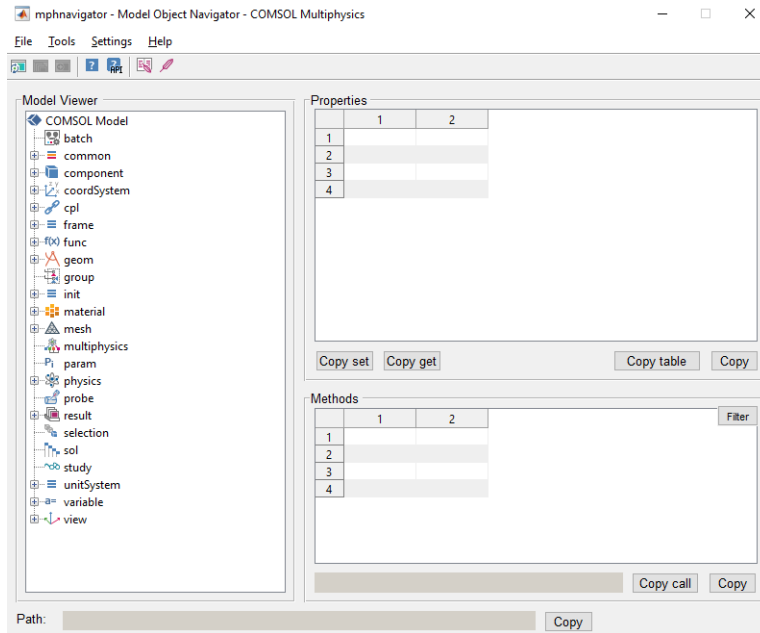 mphnavigator - Model Object Navigator - COMSOL Multiphysics
File Tools Settings Help
API
Model Viewer
COMSOL Model
batch
common
component
coordSystem
cpl
frame
f(x) func
geom
group
init
material
mesh
multiphysics
Pi param
physics
probe
result
selection
sol
study
unitSystem
a= variable
view
Properties
1 2
1
2
3
4
Copy set Copy get Copy table Copy
Methods
1 2 Filter
1
2
3
4
Copy call Copy
Path: Copy